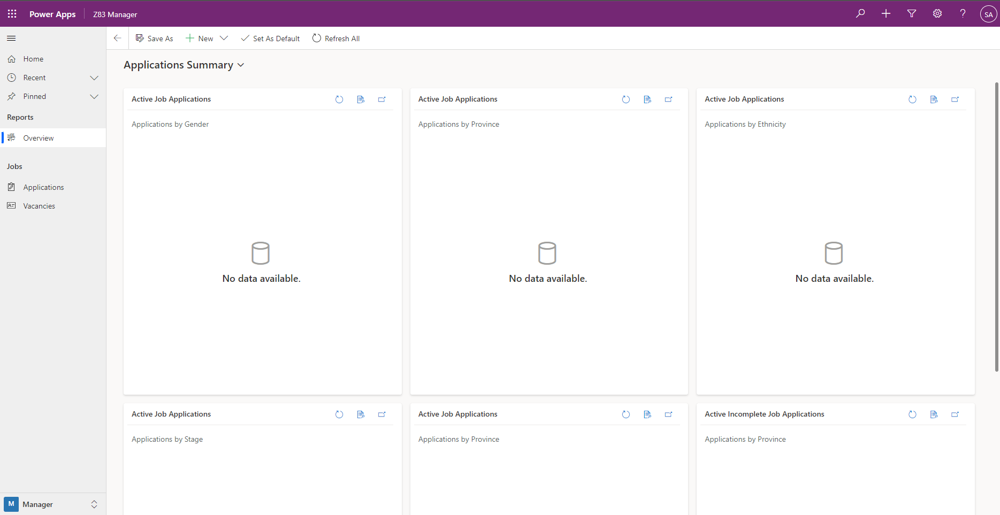 Power Apps
Z83 Manager
SA
Save As
New
Set As Default
Refresh All
Home
Recent
Pinned
Reports
Overview
Jobs
Applications
Vacancies
M
Manager
Applications Summary
Active Job Applications
Applications by Gender
No data available.
Active Job Applications
Applications by Province
No data available.
Active Job Applications
Applications by Ethnicity
No data available.
Active Job Applications
Applications by Stage
Active Job Applications
Applications by Province
Active Incomplete Job Applications
Applications by Province